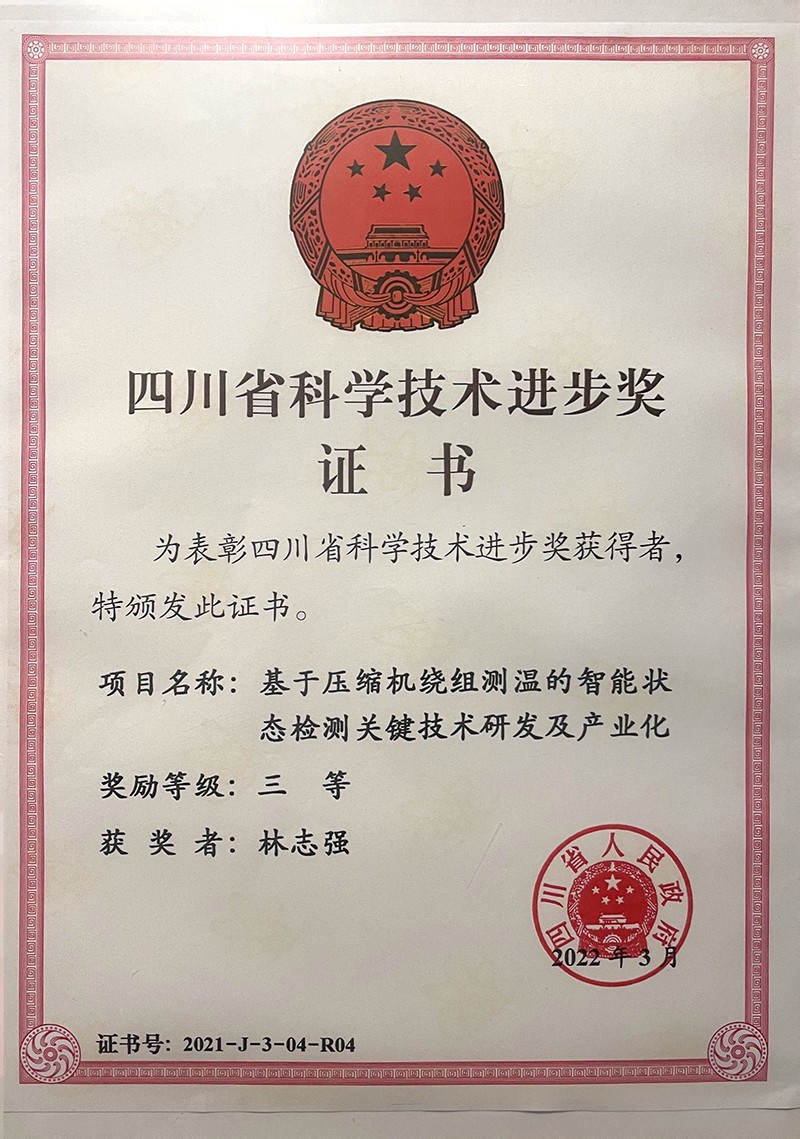 四川省科学技术进步奖
证 书
为表彰四川省科学技术进步奖获得者，
特颁发此证书。
项目名称：基于压缩机绕组测温的智能状
态检测关键技术研发及产业化
奖励等级：三 等
获 奖 者：林志强
四川省人民政府
2022 年 3 月
证书号：2021-J-3-04-R04